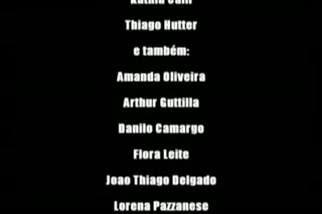 Thiago Hutter
e também:
Amanda Oliveira
Arthur Guttilla
Danilo Camargo
Flora Leite
Joao Thiago Delgado
Lorena Pazzanese